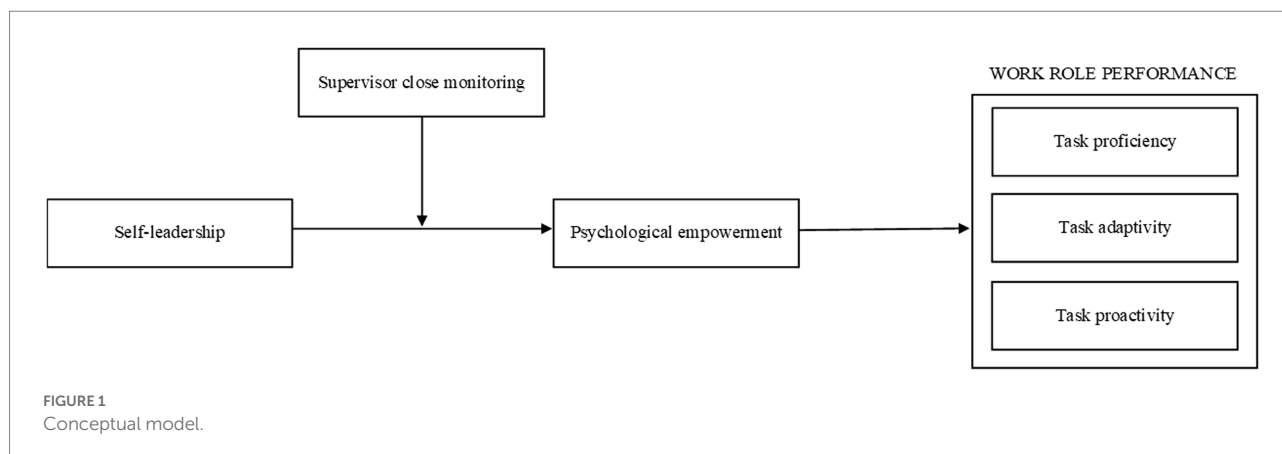 Supervisor close monitoring
WORK ROLE PERFORMANCE
Task proficiency
Self-leadership
Psychological empowerment
Task adaptivity
Task proactivity
FIGURE 1
Conceptual model.